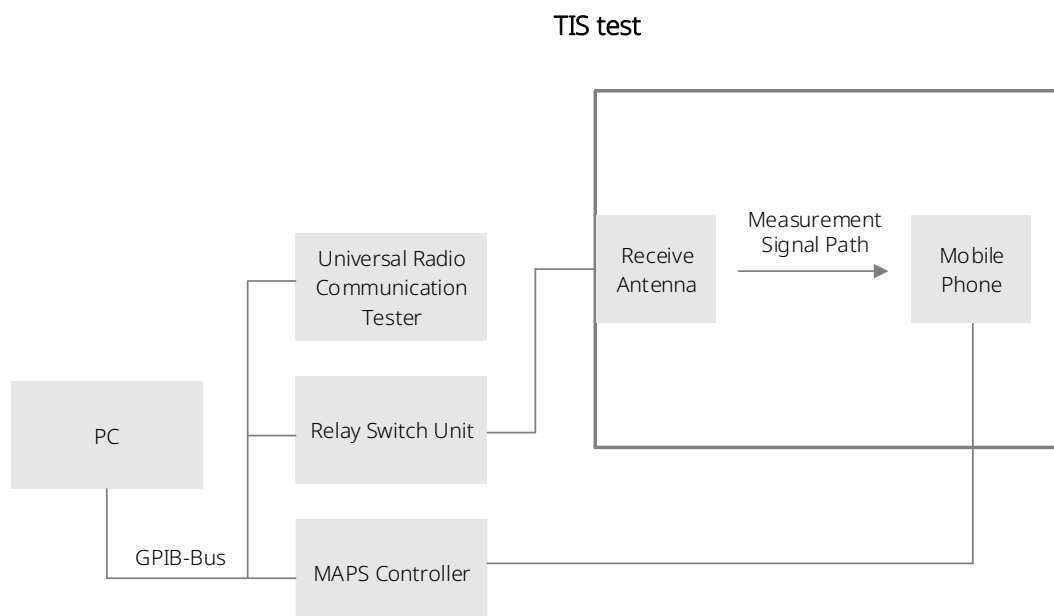 TIS test
Measurement
Signal Path
Receive
Antenna
Mobile
Phone
Universal Radio
Communication
Tester
Relay Switch Unit
PC
GPIB-Bus
MAPS Controller